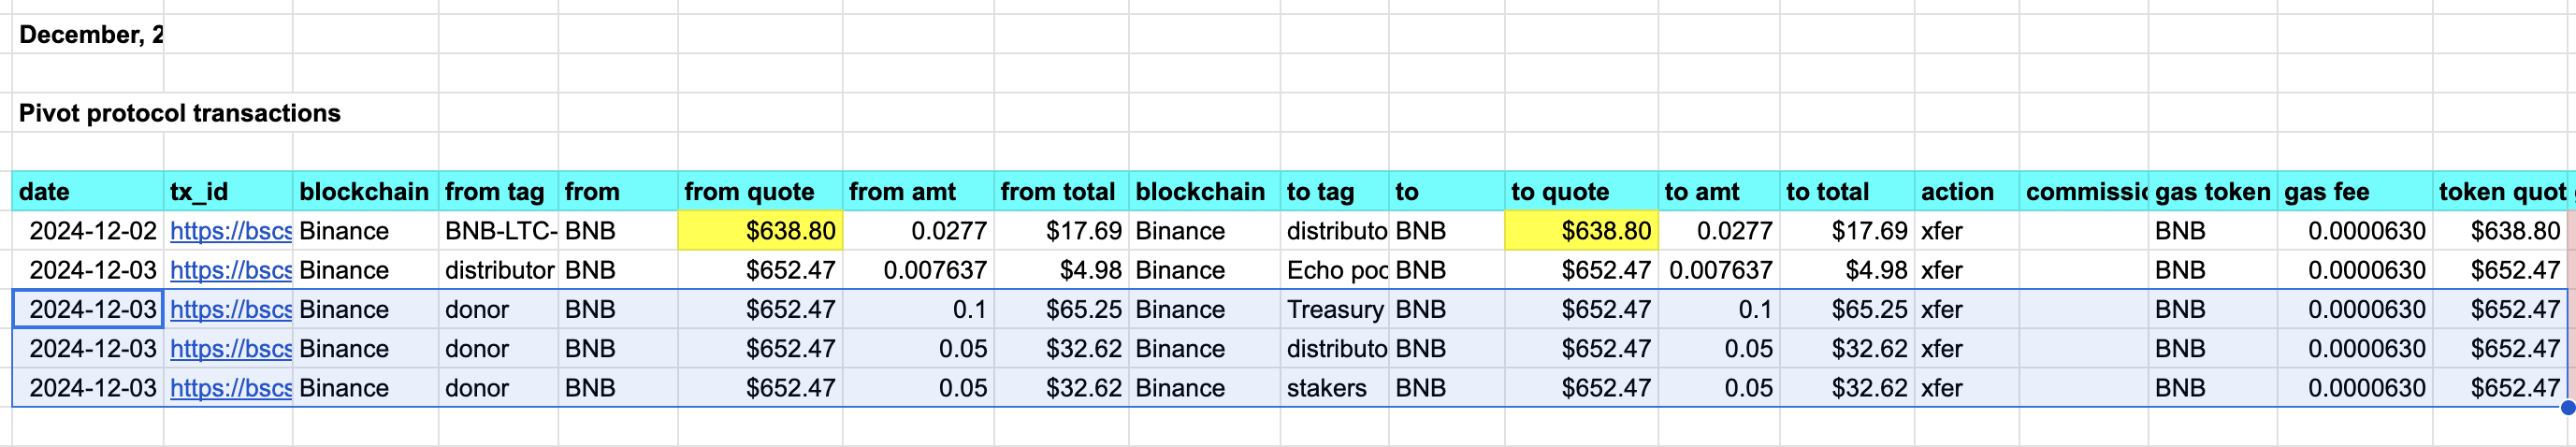 December, 2
Pivot protocol transactions
date tx_id blockchain from tag from from quote from amt from total blockchain to tag to to quote to amt to total action commissio gas token gas fee token quot
2024-12-02 https://bscs Binance BNB-LTC- BNB $638.80 0.0277 $17.69 Binance distributo BNB $638.80 0.0277 $17.69 xfer BNB 0.0000630 $638.80
2024-12-03 https://bscs Binance distributor BNB $652.47 0.007637 $4.98 Binance Echo poo BNB $652.47 0.007637 $4.98 xfer BNB 0.0000630 $652.47
2024-12-03 https://bscs Binance donor BNB $652.47 0.1 $65.25 Binance Treasury BNB $652.47 0.1 $65.25 xfer BNB 0.0000630 $652.47
2024-12-03 https://bscs Binance donor BNB $652.47 0.05 $32.62 Binance distributo BNB $652.47 0.05 $32.62 xfer BNB 0.0000630 $652.47
2024-12-03 https://bscs Binance donor BNB $652.47 0.05 $32.62 Binance stakers BNB $652.47 0.05 $32.62 xfer BNB 0.0000630 $652.47